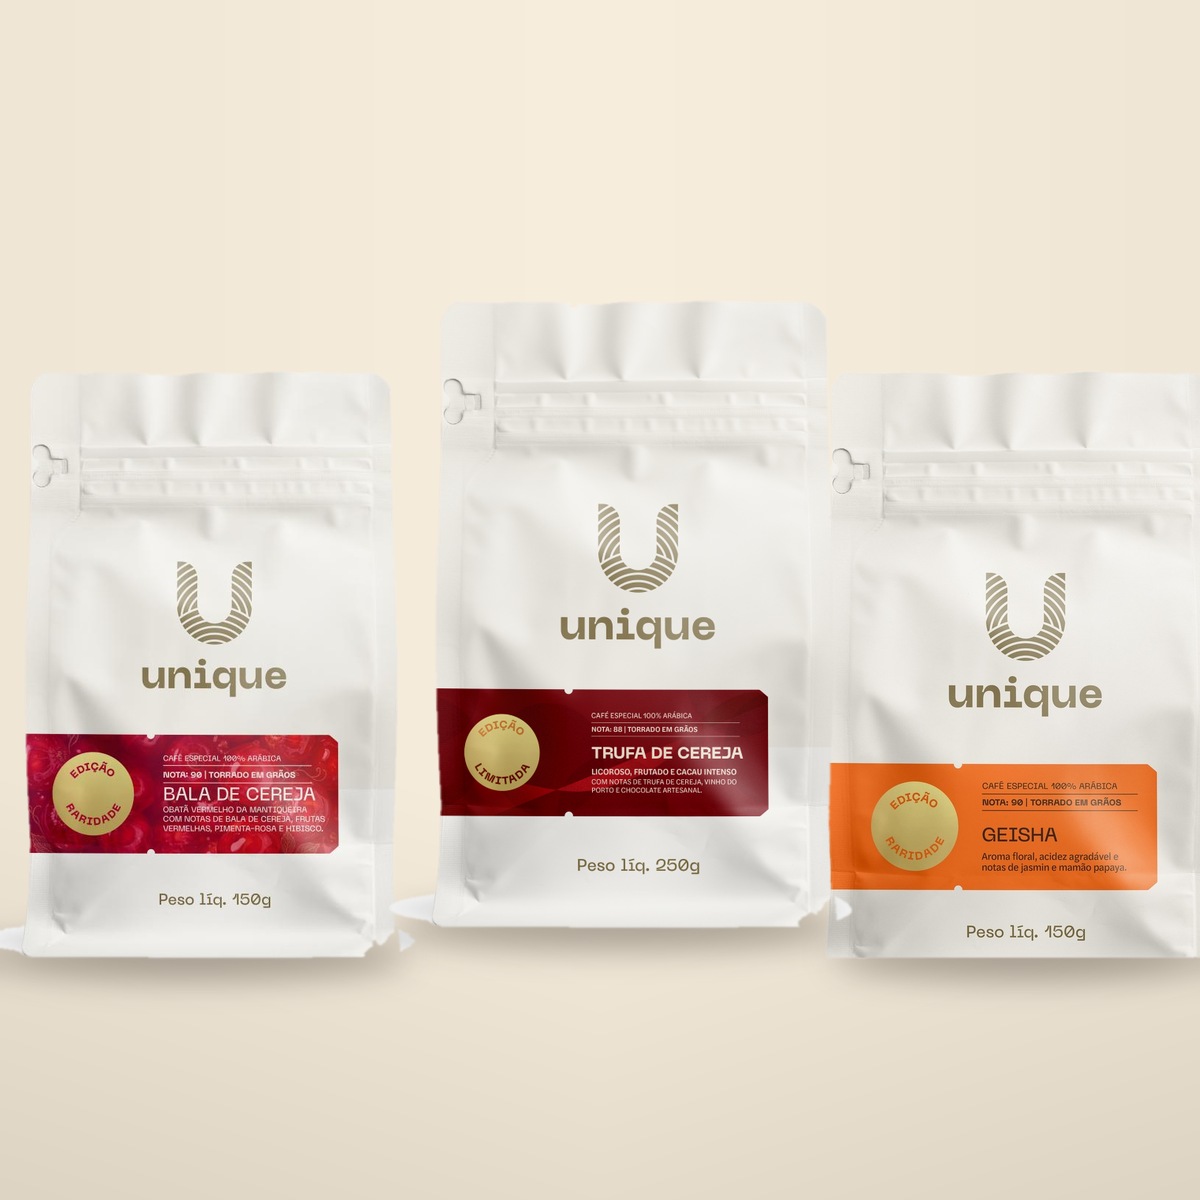 unique
EDIÇÃO
RARIDADE
CAFÉ ESPECIAL 100% ARÁBICA
NOTA: 90 | TORRADO EM GRÃOS
BALA DE CEREJA
OBATÃ VERMELHO DA MANTIQUEIRA
COM NOTAS DE BALA DE CEREJA, FRUTAS
VERMELHAS, PIMENTA-ROSA E HIBISCO.
Peso líq. 150g
unique
EDIÇÃO
LIMITADA
CAFÉ ESPECIAL 100% ARÁBICA
NOTA: 88 | TORRADO EM GRÃOS
TRUFA DE CEREJA
LICOROSO, FRUTADO E CACAU INTENSO
COM NOTAS DE TRUFA DE CEREJA, VINHO DO
PORTO E CHOCOLATE ARTESANAL.
Peso líq. 250g
unique
EDIÇÃO
RARIDADE
CAFÉ ESPECIAL 100% ARÁBICA
NOTA: 90 | TORRADO EM GRÃOS
GEISHA
Aroma floral, acidez agradável e
notas de jasmin e mamão papaya.
Peso líq. 150g